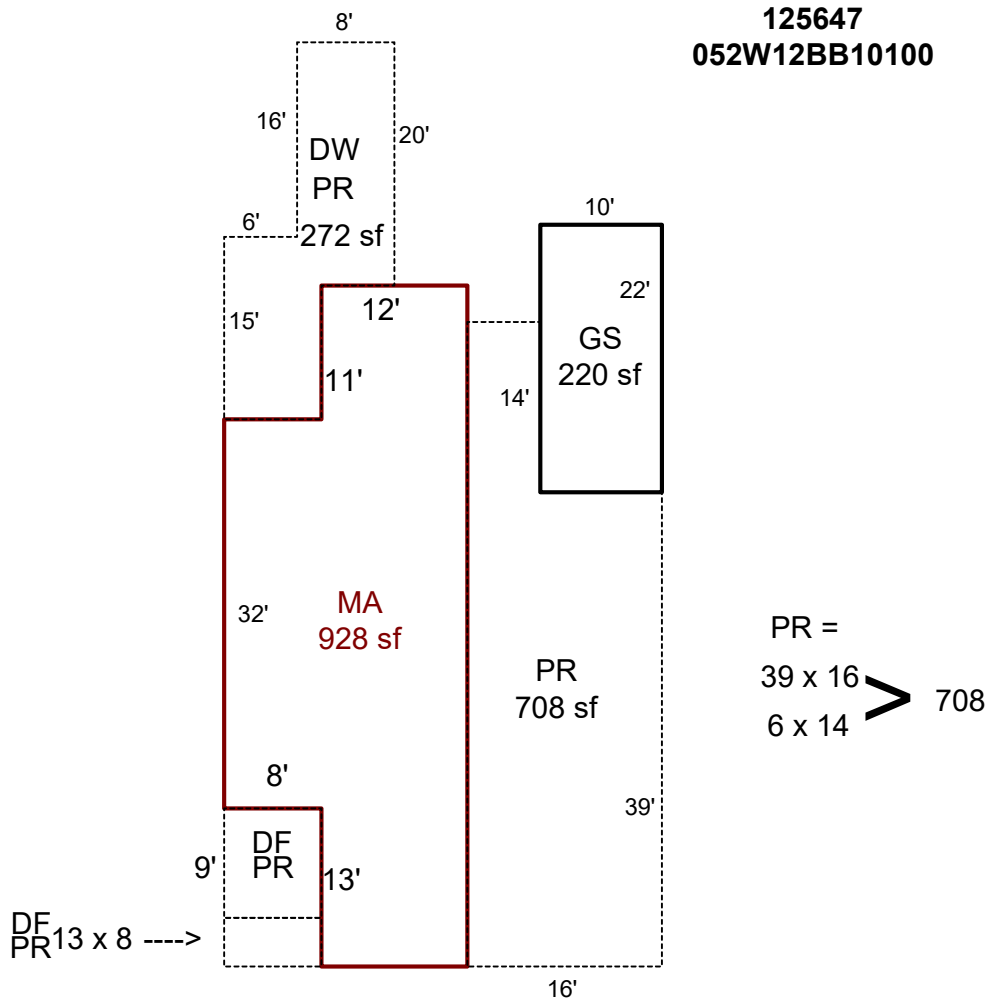 125647
052W12BB10100
8'
16'
20'
DW
PR
272 sf
6'
15'
12'
11'
10'
22'
GS
220 sf
14'
32'
MA
928 sf
PR
708 sf
PR =
39 x 16
6 x 14
> 708
8'
39'
DF
PR
9'
13'
DF
PR 13 x 8 ---->
16'